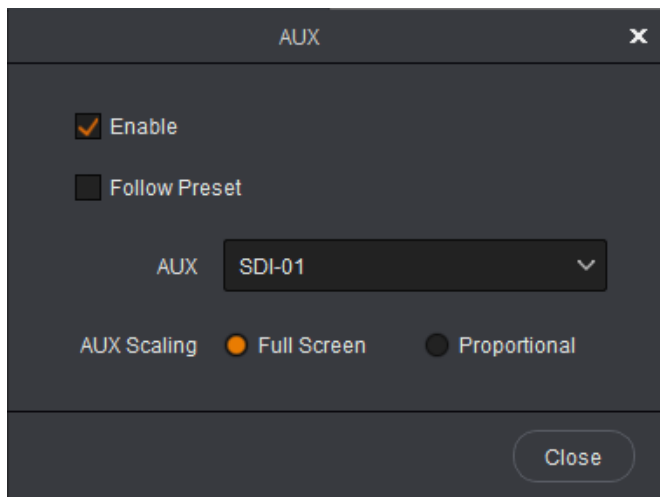 AUX
Enable
Follow Preset
AUX SDI-01
AUX Scaling Full Screen Proportional
Close